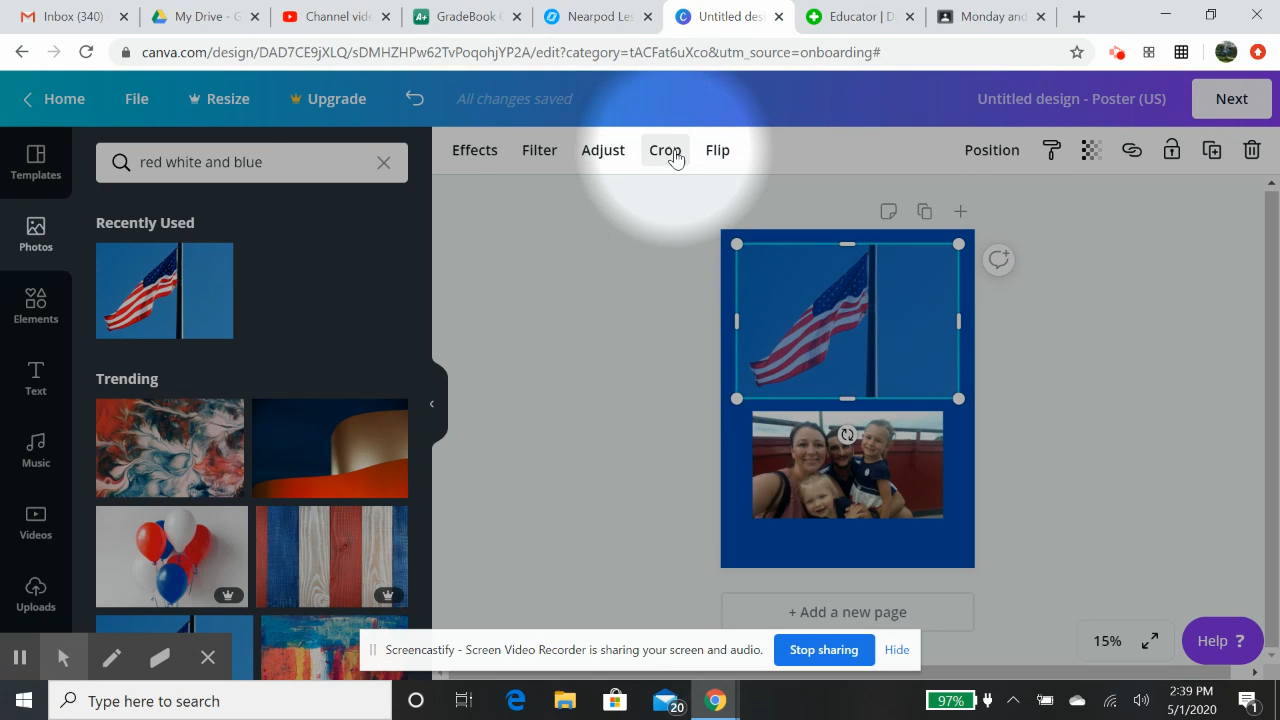 Inbox (340)
My Drive - G
Channel vide
GradeBook C
Nearpod Les
Untitled des
Educator | D
Monday and
canva.com/design/DAD7CE9jXLQ/sDMHZHPw62TvPoqohjYP2A/edit?category=tACFat6uXco&utm_source=onboarding#
Home
File
Resize
Upgrade
All changes saved
Untitled design - Poster (US)
Next
Templates
Photos
Elements
Text
Music
Videos
Uploads
red white and blue
Effects
Filter
Adjust
Crop
Flip
Position
Recently Used
Trending
+ Add a new page
15%
Help ?
Screencastify - Screen Video Recorder is sharing your screen and audio.
Stop sharing
Hide
Type here to search
20
97%
2:39 PM
5/1/2020
1